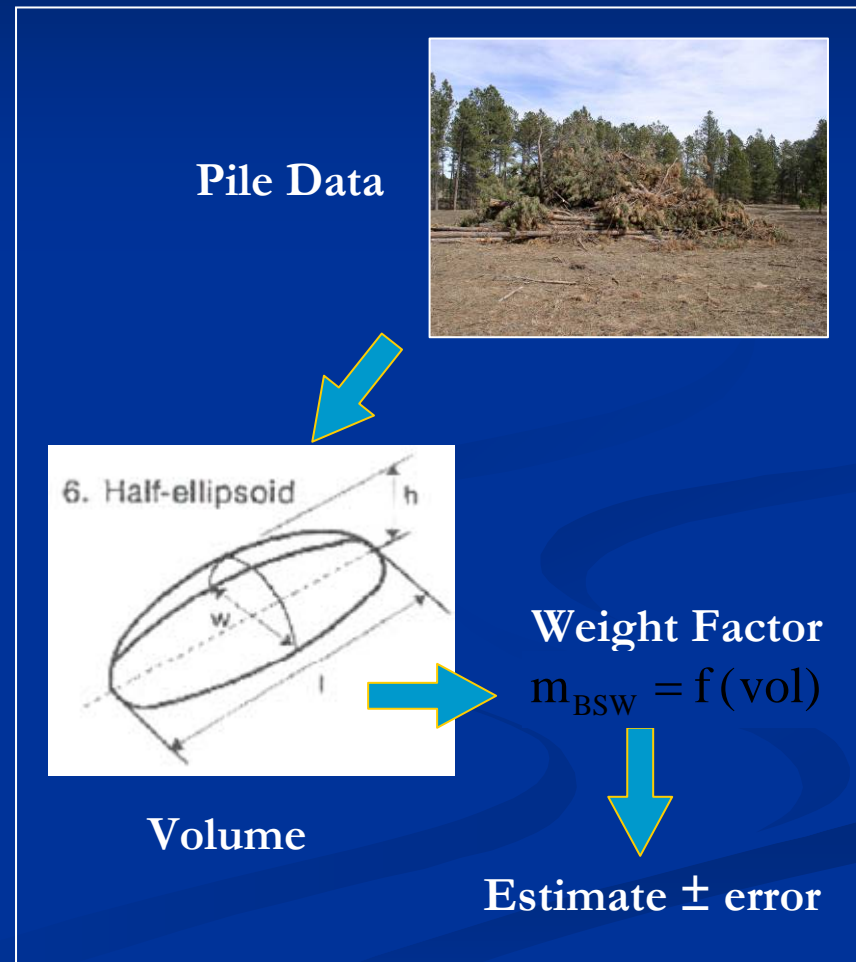 Pile Data
6. Half-ellipsoid
h
w
l
Volume
Weight Factor
m_BSW = f (vol)
Estimate ± error